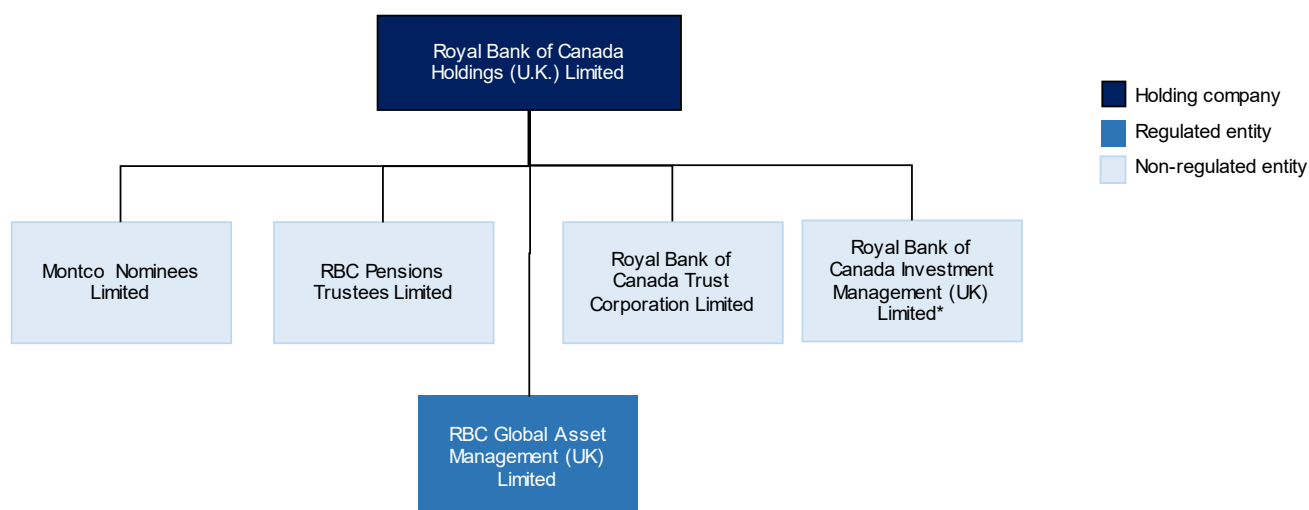 Royal Bank of Canada
Holdings (U.K.) Limited
Holding company
Regulated entity
Non-regulated entity
Montco Nominees
Limited
RBC Pensions
Trustees Limited
Royal Bank of
Canada Trust
Corporation Limited
Royal Bank of
Canada Investment
Management (UK)
Limited*
RBC Global Asset
Management (UK)
Limited